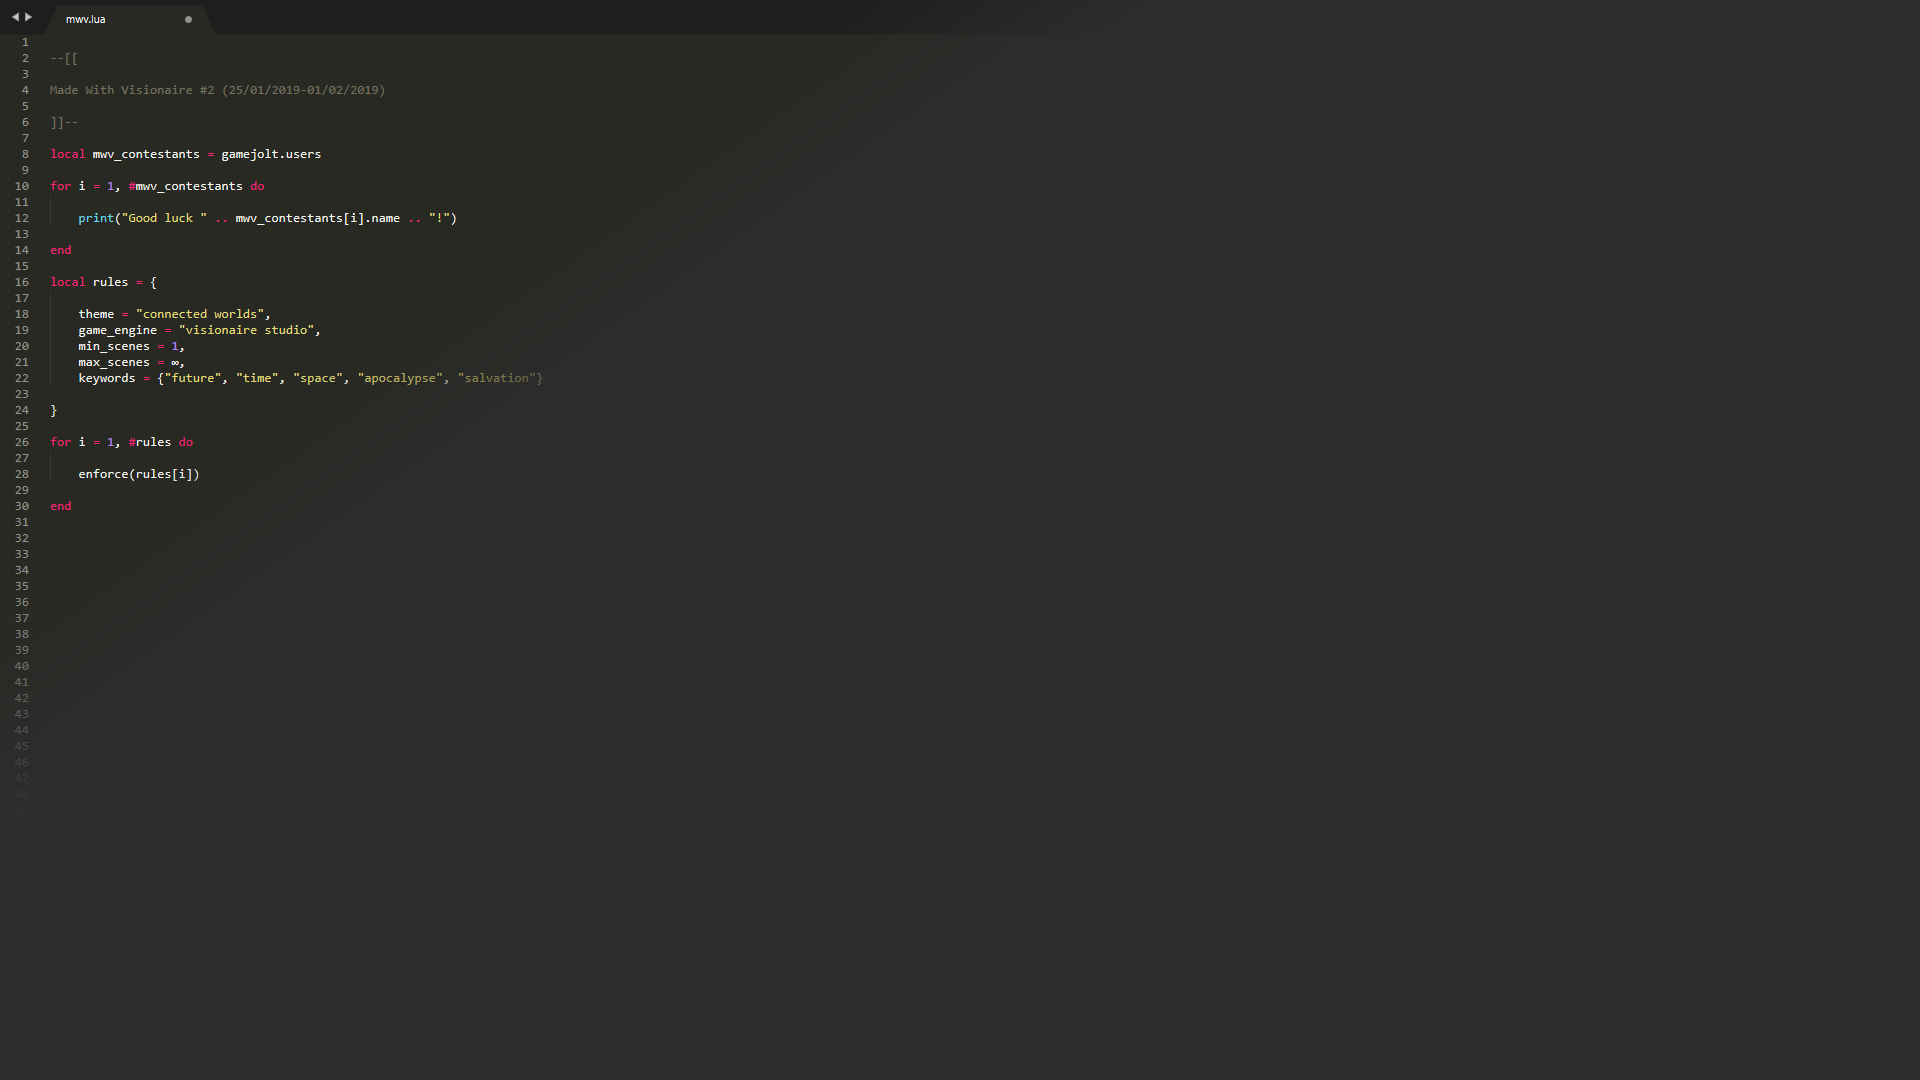 mwv.lua
1
2 --[[
3
4 Made With Visionaire #2 (25/01/2019-01/02/2019)
5
6 ]]--
7
8 local mwv_contestants = gamejolt.users
9
10 for i = 1, #mwv_contestants do
11
12 print("Good luck " .. mwv_contestants[i].name .. "!")
13
14 end
15
16 local rules = {
17
18 theme = "connected worlds",
19 game_engine = "visionaire studio",
20 min_scenes = 1,
21 max_scenes = ∞,
22 keywords = {"future", "time", "space", "apocalypse", "salvation"}
23
24 }
25
26 for i = 1, #rules do
27
28 enforce(rules[i])
29
30 end
31
32
33
34
35
36
37
38
39
40
41
42
43
44
45
46
47
48